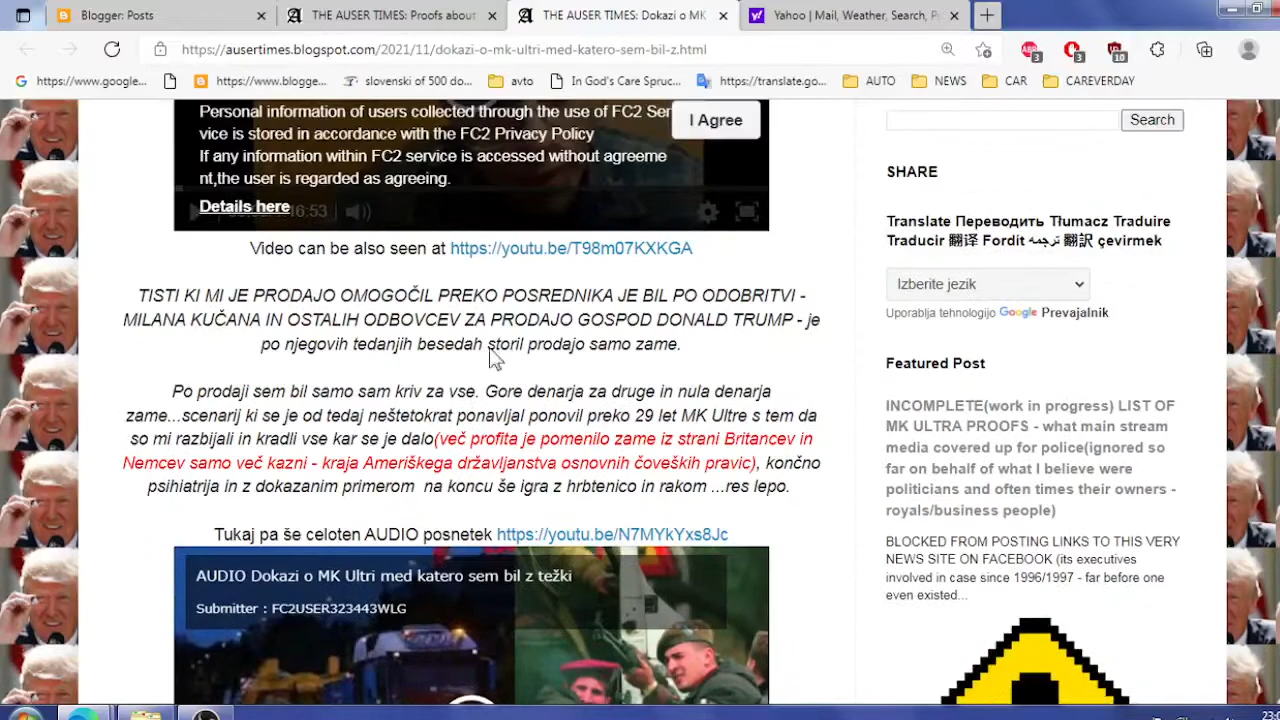 Blogger: Posts
THE AUSER TIMES: Proofs about
THE AUSER TIMES: Dokazi o MK
Yahoo | Mail, Weather, Search, P
https://ausertimes.blogspot.com/2021/11/dokazi-o-mk-ultri-med-katero-sem-bil-z.html
3
3
10
https://www.google...
https://www.blogge...
slovenski of 500 do...
avto
In God's Care Spruc...
https://translate.go...
AUTO
NEWS
CAR
CAREVERDAY
Personal information of users collected through the use of FC2 Ser
vice is stored in accordance with the FC2 Privacy Policy
If any information within FC2 service is accessed without agreeme
nt,the user is regarded as agreeing.
Details here
I Agree
16:53
Video can be also seen at https://youtu.be/T98m07KXKGA
TISTI KI MI JE PRODAJO OMOGOČIL PREKO POSREDNIKA JE BIL PO ODOBRITVI -
MILANA KUČANA IN OSTALIH ODBOVCEV ZA PRODAJO GOSPOD DONALD TRUMP - je
po njegovih tedanjih besedah storil prodajo samo zame.
Po prodaji sem bil samo sam kriv za vse. Gore denarja za druge in nula denarja
zame...scenarij ki se je od tedaj neštetokrat ponavljal ponovil preko 29 let MK Ultre s tem da
so mi razbijali in kradli vse kar se je dalo(več profita je pomenilo zame iz strani Britancev in
Nemcev samo več kazni - kraja Ameriškega državljanstva osnovnih čoveških pravic), končno
psihiatrija in z dokazanim primerom na koncu še igra z hrbtenico in rakom ...res lepo.
Tukaj pa še celoten AUDIO posnetek https://youtu.be/N7MYkYxs8Jc
AUDIO Dokazi o MK Ultri med katero sem bil z težki
Submitter : FC2USER323443WLG
Search
SHARE
Translate Переводить Tłumacz Traduire
Traducir 翻译 Fordít ترجمه 翻訳 çevirmek
Izberite jezik
Uporablja tehnologijo Google Prevajalnik
Featured Post
INCOMPLETE(work in progress) LIST OF
MK ULTRA PROOFS - what main stream
media covered up for police(ignored so
far on behalf of what I believe were
politicians and often times their owners -
royals/business people)
BLOCKED FROM POSTING LINKS TO THIS VERY
NEWS SITE ON FACEBOOK (its executives
involved in case since 1996/1997 - far before one
even existed...